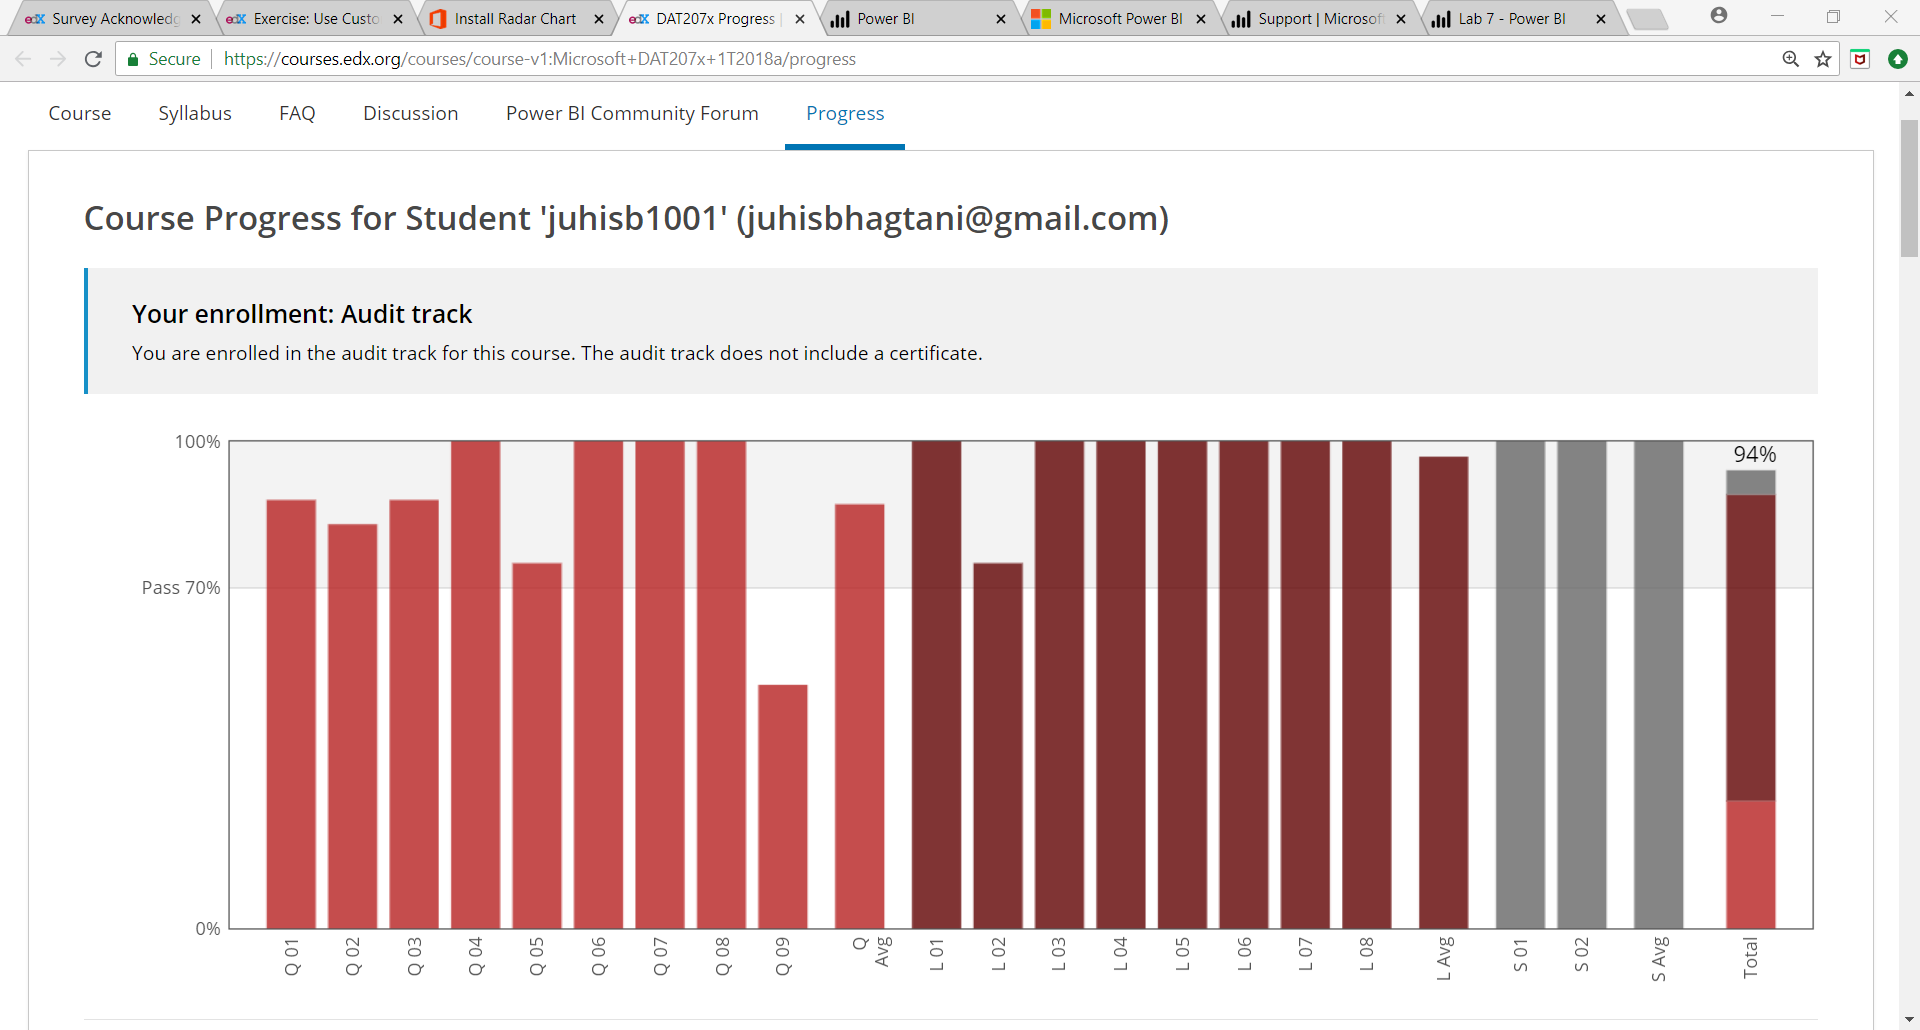 edX Survey Acknowledg
edX Exercise: Use Custo
Install Radar Chart
edX DAT207x Progress |
Power BI
Microsoft Power BI
Support | Microsof
Lab 7 - Power BI
Secure https://courses.edx.org/courses/course-v1:Microsoft+DAT207x+1T2018a/progress
Course Syllabus FAQ Discussion Power BI Community Forum Progress
Course Progress for Student 'juhisb1001' (juhisbhagtani@gmail.com)
Your enrollment: Audit track
You are enrolled in the audit track for this course. The audit track does not include a certificate.
100%
94%
Pass 70%
0%
Q 01
Q 02
Q 03
Q 04
Q 05
Q 06
Q 07
Q 08
Q 09
Q
Avg
L 01
L 02
L 03
L 04
L 05
L 06
L 07
L 08
L Avg
S 01
S 02
S Avg
Total